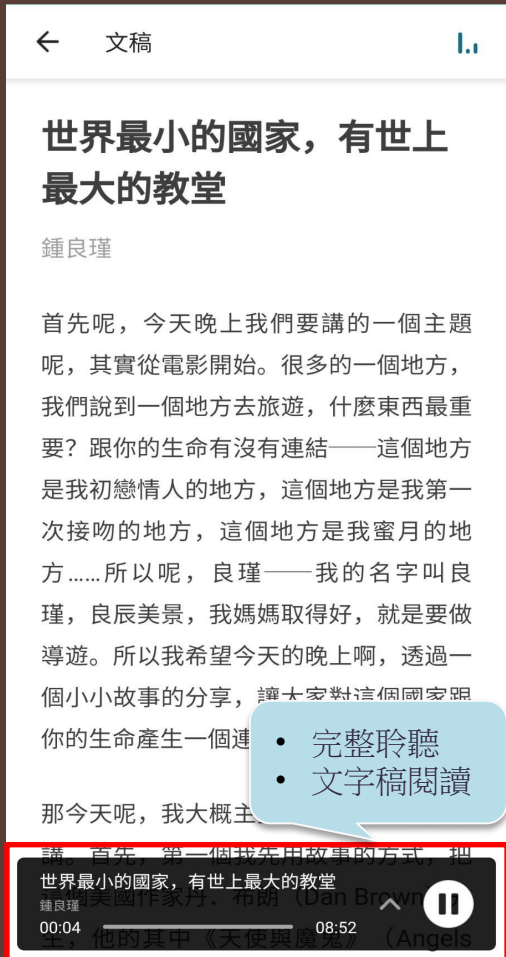 文稿
世界最小的國家，有世上
最大的教堂
鍾良瑾
首先呢，今天晚上我們要講的一個主題
呢，其實從電影開始。很多的一個地方，
我們說到一個地方去旅遊，什麼東西最重
要？跟你的生命有沒有連結——這個地方
是我初戀情人的地方，這個地方是我第一
次接吻的地方，這個地方是我蜜月的地
方......所以呢，良瑾——我的名字叫良
瑾，良辰美景，我媽媽取得好，就是要做
導遊。所以我希望今天的晚上啊，透過一
個小小故事的分享，讓大家對這個國家跟
你的生命產生一個連
• 完整聆聽
• 文字稿閱讀
那今天呢，我大概主
講。首先，第一個我先用故事的方式，把
世界最小的國家，有世上最大的教堂
這個美國作家丹．布朗（Dan Brown
鍾良瑾
00:04
08:52
生，他的其中《天使與魔鬼》（Angels